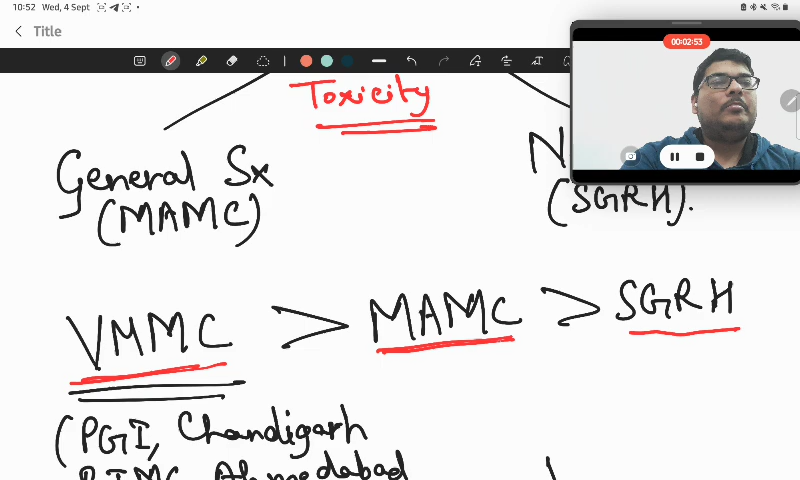 10:52 Wed, 4 Sept
Title
00:02:53
Toxicity
General Sx
(MAMC)
N
(SGRH).
VMMC > MAMC > SGRH
(PGI, Chandigarh
Ahmedabad